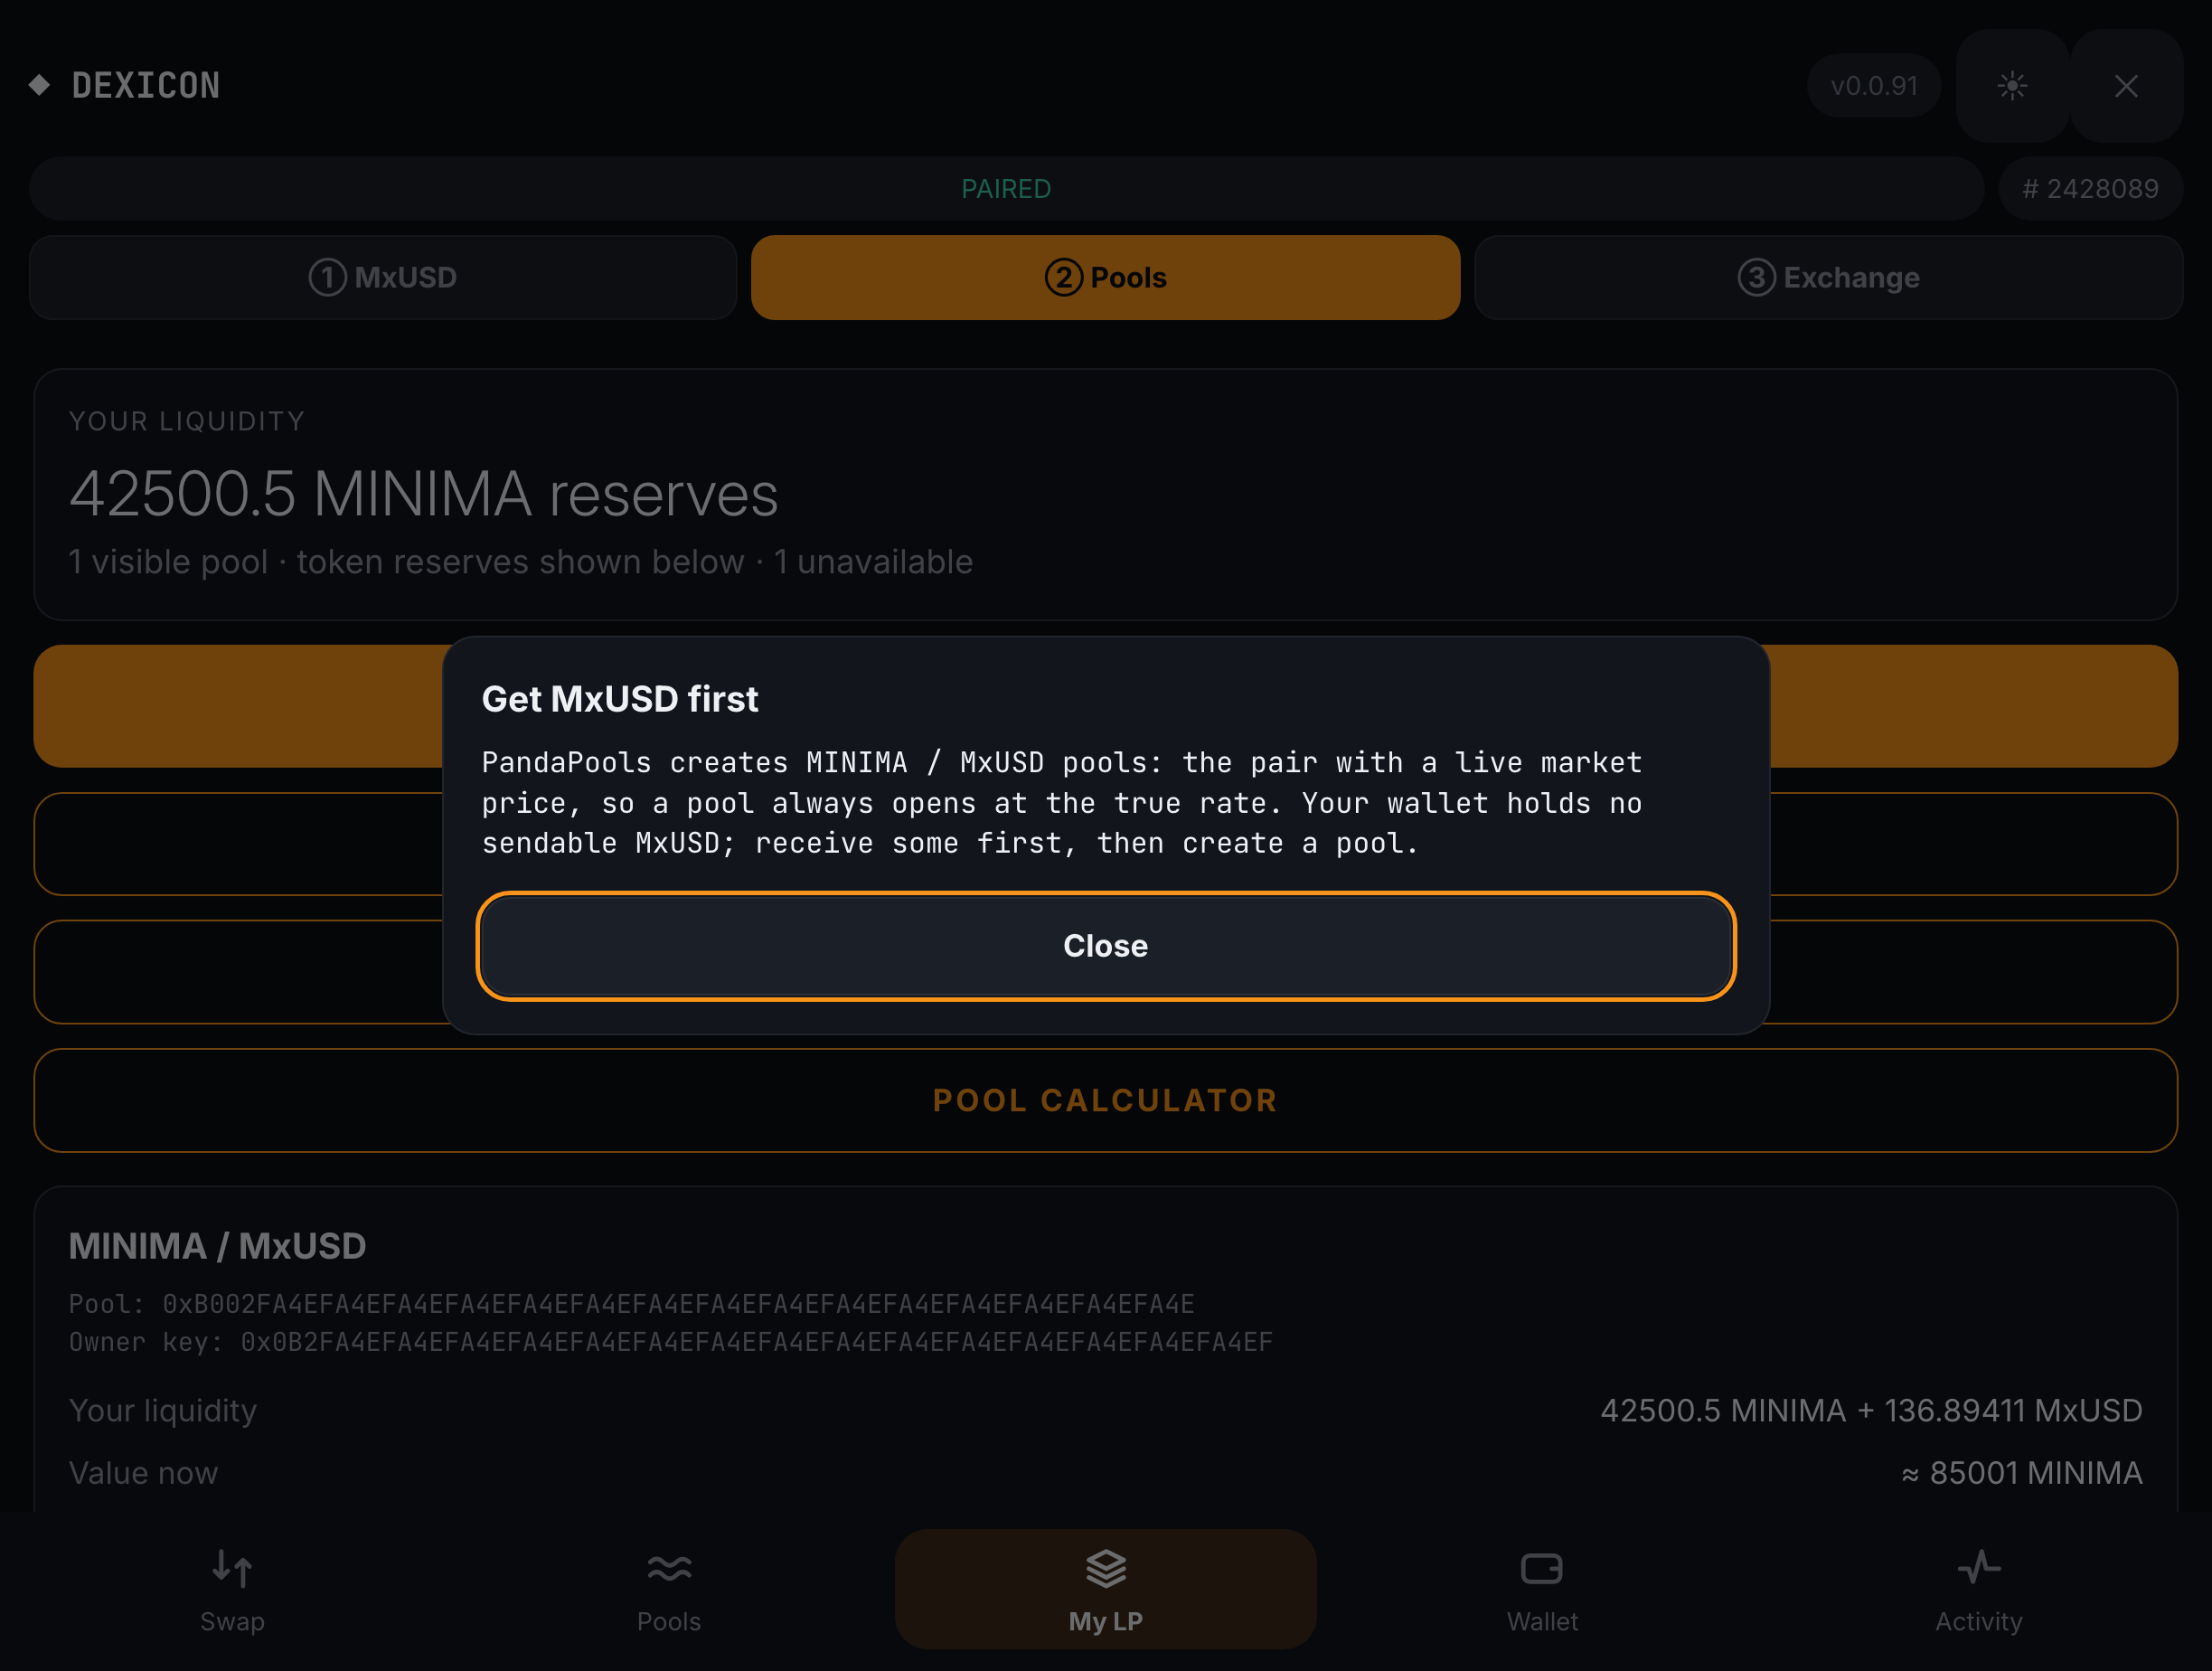 DEXICON
v0.0.91
PAIRED
# 2428089
1 MxUSD
2 Pools
3 Exchange
YOUR LIQUIDITY
42500.5 MINIMA reserves
1 visible pool · token reserves shown below · 1 unavailable
Get MxUSD first
PandaPools creates MINIMA / MxUSD pools: the pair with a live market
price, so a pool always opens at the true rate. Your wallet holds no
sendable MxUSD; receive some first, then create a pool.
Close
POOL CALCULATOR
MINIMA / MxUSD
Pool: 0xB002FA4EFA4EFA4EFA4EFA4EFA4EFA4EFA4EFA4EFA4EFA4EFA4EFA4EFA4EFA4E
Owner key: 0x0B2FA4EFA4EFA4EFA4EFA4EFA4EFA4EFA4EFA4EFA4EFA4EFA4EFA4EFA4EFA4EF
Your liquidity
42500.5 MINIMA + 136.89411 MxUSD
Value now
≈ 85001 MINIMA
Swap
Pools
My LP
Wallet
Activity